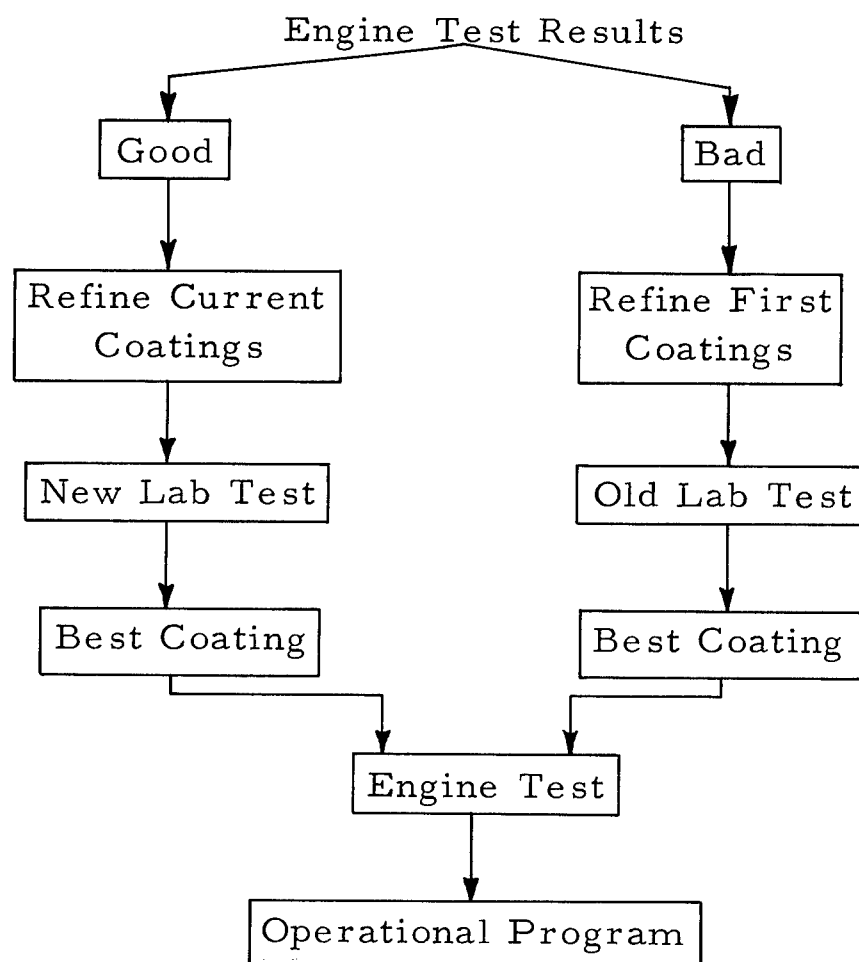 Engine Test Results
Good
Bad
Refine Current
Coatings
Refine First
Coatings
New Lab Test
Old Lab Test
Best Coating
Best Coating
Engine Test
Operational Program